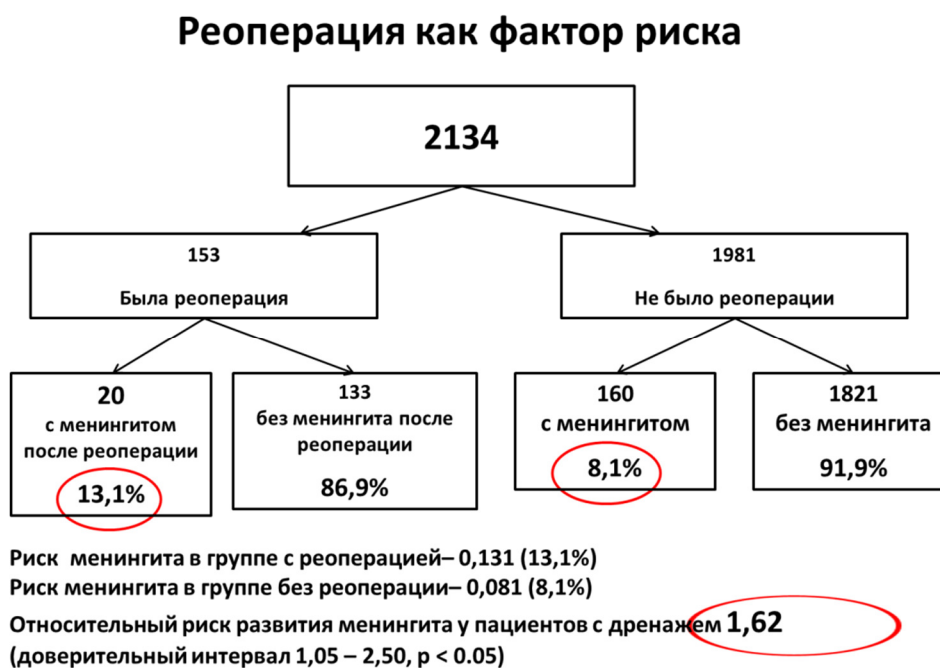 Реоперация как фактор риска
2134
153
Была реоперация
1981
Не было реоперации
20
с менингитом
после реоперации
13,1%
133
без менингита после
реоперации
86,9%
160
с менингитом
8,1%
1821
без менингита
91,9%
Риск менингита в группе с реоперацией– 0,131 (13,1%)
Риск менингита в группе без реоперации– 0,081 (8,1%)
Относительный риск развития менингита у пациентов с дренажем 1,62
(доверительный интервал 1,05 – 2,50, p < 0.05)